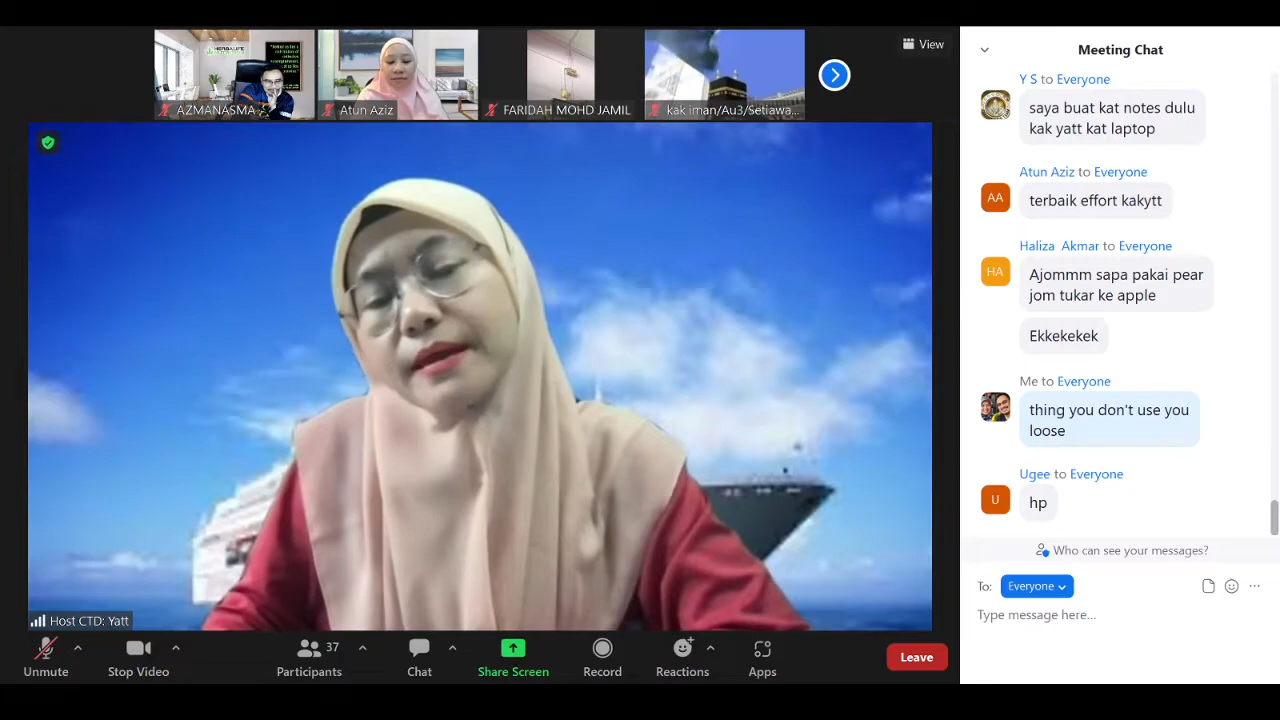 HERBALIFE
View
AZMANASMA
Atun Aziz
FARIDAH MOHD JAMIL
kak iman/Au3/Setiawa...
Host CTD: Yatt
Unmute
Stop Video
37
Participants
Chat
Share Screen
Record
Reactions
Apps
Leave
Meeting Chat
Y S to Everyone
saya buat kat notes dulu
kak yatt kat laptop
Atun Aziz to Everyone
AA
terbaik effort kakytt
Haliza Akmar to Everyone
HA
Ajommm sapa pakai pear
jom tukar ke apple
Ekkekekek
Me to Everyone
thing you don't use you
loose
Ugee to Everyone
U
hp
Who can see your messages?
To: Everyone
Type message here...